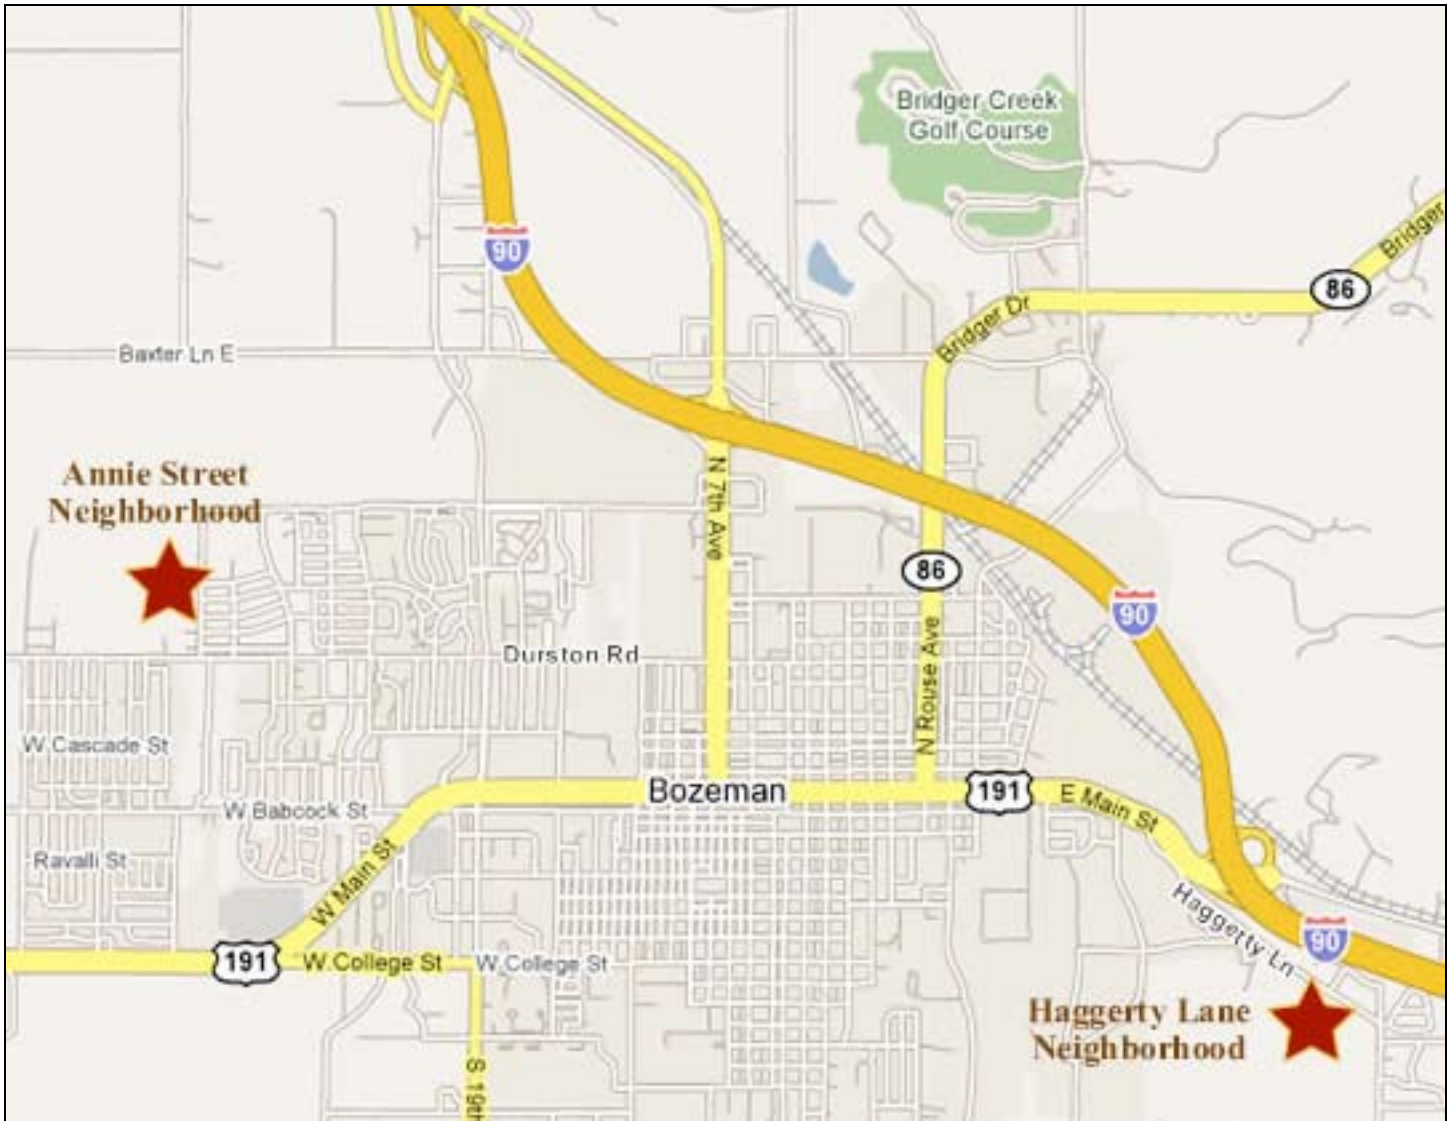 Bridger Creek
Golf Course
90
Bridger
86
Bridger Dr
Baxter Ln E
Annie Street
Neighborhood
N 7th Ave
86
90
Durston Rd
N Rouse Ave
W Cascade St
Bozeman
191
E Main St
W Babcock St
Ravalli St
W Main St
Haggerty Ln
90
191
W College St
W College St
Haggerty Lane
Neighborhood
S 19th